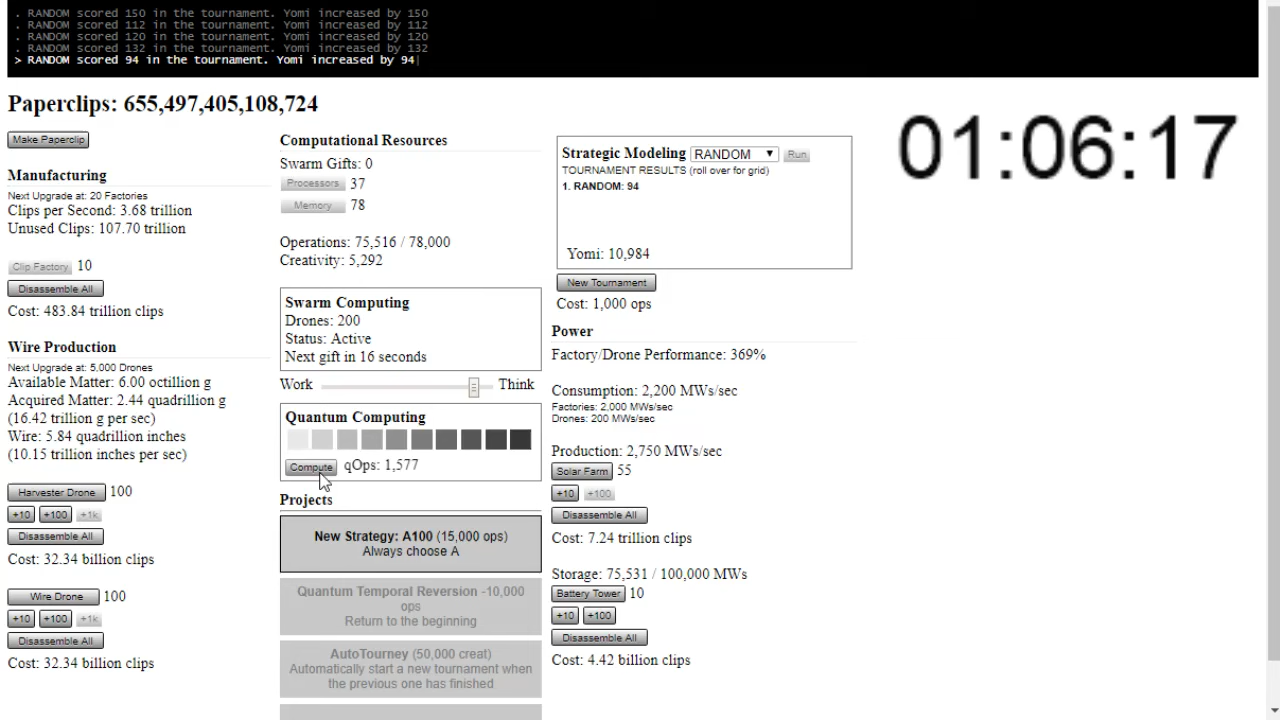 . RANDOM scored 150 in the tournament. Yomi increased by 150
. RANDOM scored 112 in the tournament. Yomi increased by 112
. RANDOM scored 120 in the tournament. Yomi increased by 120
. RANDOM scored 132 in the tournament. Yomi increased by 132
> RANDOM scored 94 in the tournament. Yomi increased by 94
Paperclips: 655,497,405,108,724
01:06:17
Make Paperclip
Manufacturing
Next Upgrade at: 20 Factories
Clips per Second: 3.68 trillion
Unused Clips: 107.70 trillion
Clip Factory 10
Disassemble All
Cost: 483.84 trillion clips
Wire Production
Next Upgrade at: 5,000 Drones
Available Matter: 6.00 octillion g
Acquired Matter: 2.44 quadrillion g
(16.42 trillion g per sec)
Wire: 5.84 quadrillion inches
(10.15 trillion inches per sec)
Harvester Drone 100
+10 +100 +1k
Disassemble All
Cost: 32.34 billion clips
Wire Drone 100
+10 +100 +1k
Disassemble All
Cost: 32.34 billion clips
Computational Resources
Swarm Gifts: 0
Processors 37
Memory 78
Operations: 75,516 / 78,000
Creativity: 5,292
Swarm Computing
Drones: 200
Status: Active
Next gift in 16 seconds
Work Think
Quantum Computing
Compute qOps: 1,577
Projects
New Strategy: A100 (15,000 ops)
Always choose A
Quantum Temporal Reversion -10,000
ops
Return to the beginning
AutoTourney (50,000 creat)
Automatically start a new tournament when
the previous one has finished
Strategic Modeling RANDOM Run
TOURNAMENT RESULTS (roll over for grid)
1. RANDOM: 94
Yomi: 10,984
New Tournament
Cost: 1,000 ops
Power
Factory/Drone Performance: 369%
Consumption: 2,200 MWs/sec
Factories: 2,000 MWs/sec
Drones: 200 MWs/sec
Production: 2,750 MWs/sec
Solar Farm 55
+10 +100
Disassemble All
Cost: 7.24 trillion clips
Storage: 75,531 / 100,000 MWs
Battery Tower 10
+10 +100
Disassemble All
Cost: 4.42 billion clips